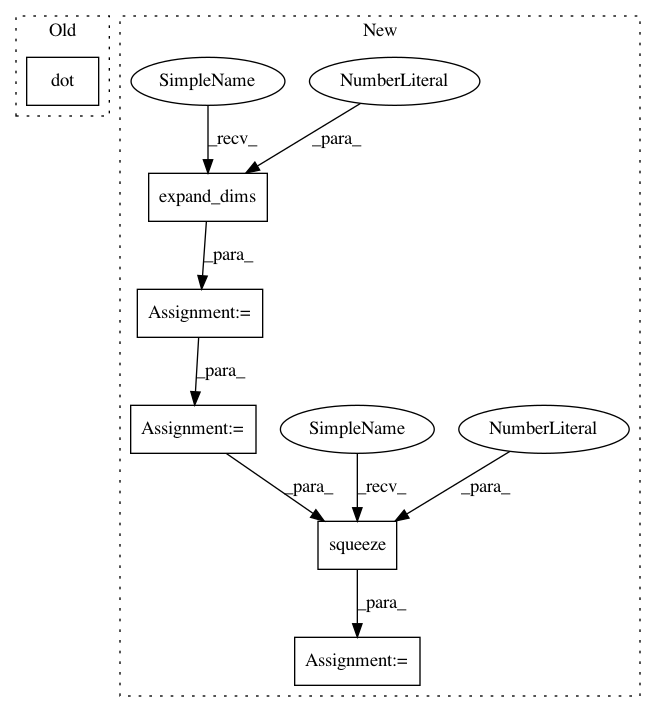 Old
New
dot
SimpleName
NumberLiteral
_recv_
_para_
expand_dims
_para_
Assignment:=
_para_
Assignment:=
SimpleName
NumberLiteral
_para_
_recv_
_para_
squeeze
_para_
Assignment:=